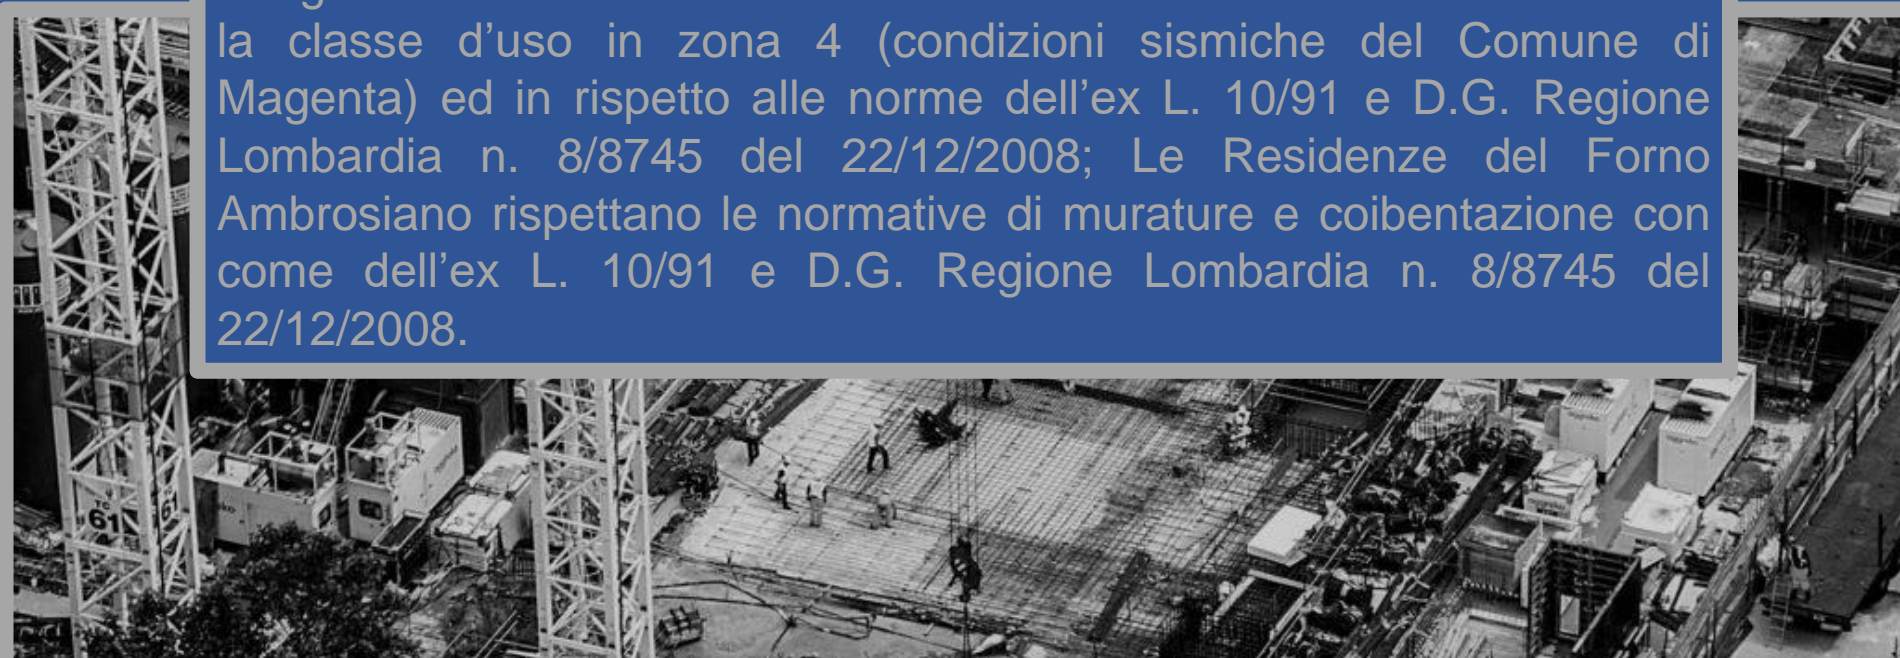 la classe d’uso in zona 4 (condizioni sismiche del Comune di
Magenta) ed in rispetto alle norme dell’ex L. 10/91 e D.G. Regione
Lombardia n. 8/8745 del 22/12/2008; Le Residenze del Forno
Ambrosiano rispettano le normative di murature e coibentazione con
come dell’ex L. 10/91 e D.G. Regione Lombardia n. 8/8745 del
22/12/2008.
TC
61